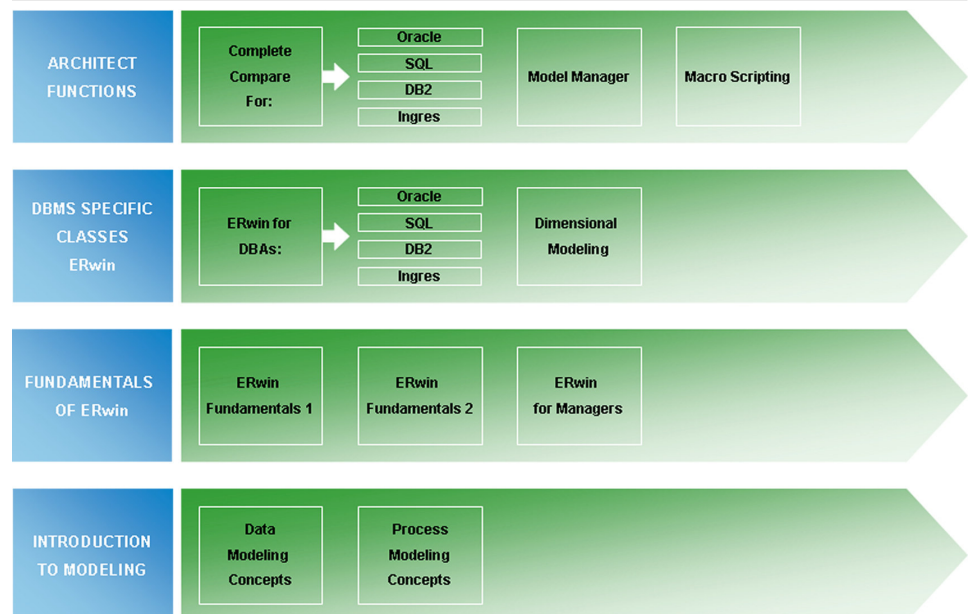 ARCHITECT
FUNCTIONS
Complete
Compare
For:
Oracle
SQL
DB2
Ingres
Model Manager
Macro Scripting
DBMS SPECIFIC
CLASSES
ERwin
ERwin for
DBAs:
Oracle
SQL
DB2
Ingres
Dimensional
Modeling
FUNDAMENTALS
OF ERwin
ERwin
Fundamentals 1
ERwin
Fundamentals 2
ERwin
for Managers
INTRODUCTION
TO MODELING
Data
Modeling
Concepts
Process
Modeling
Concepts